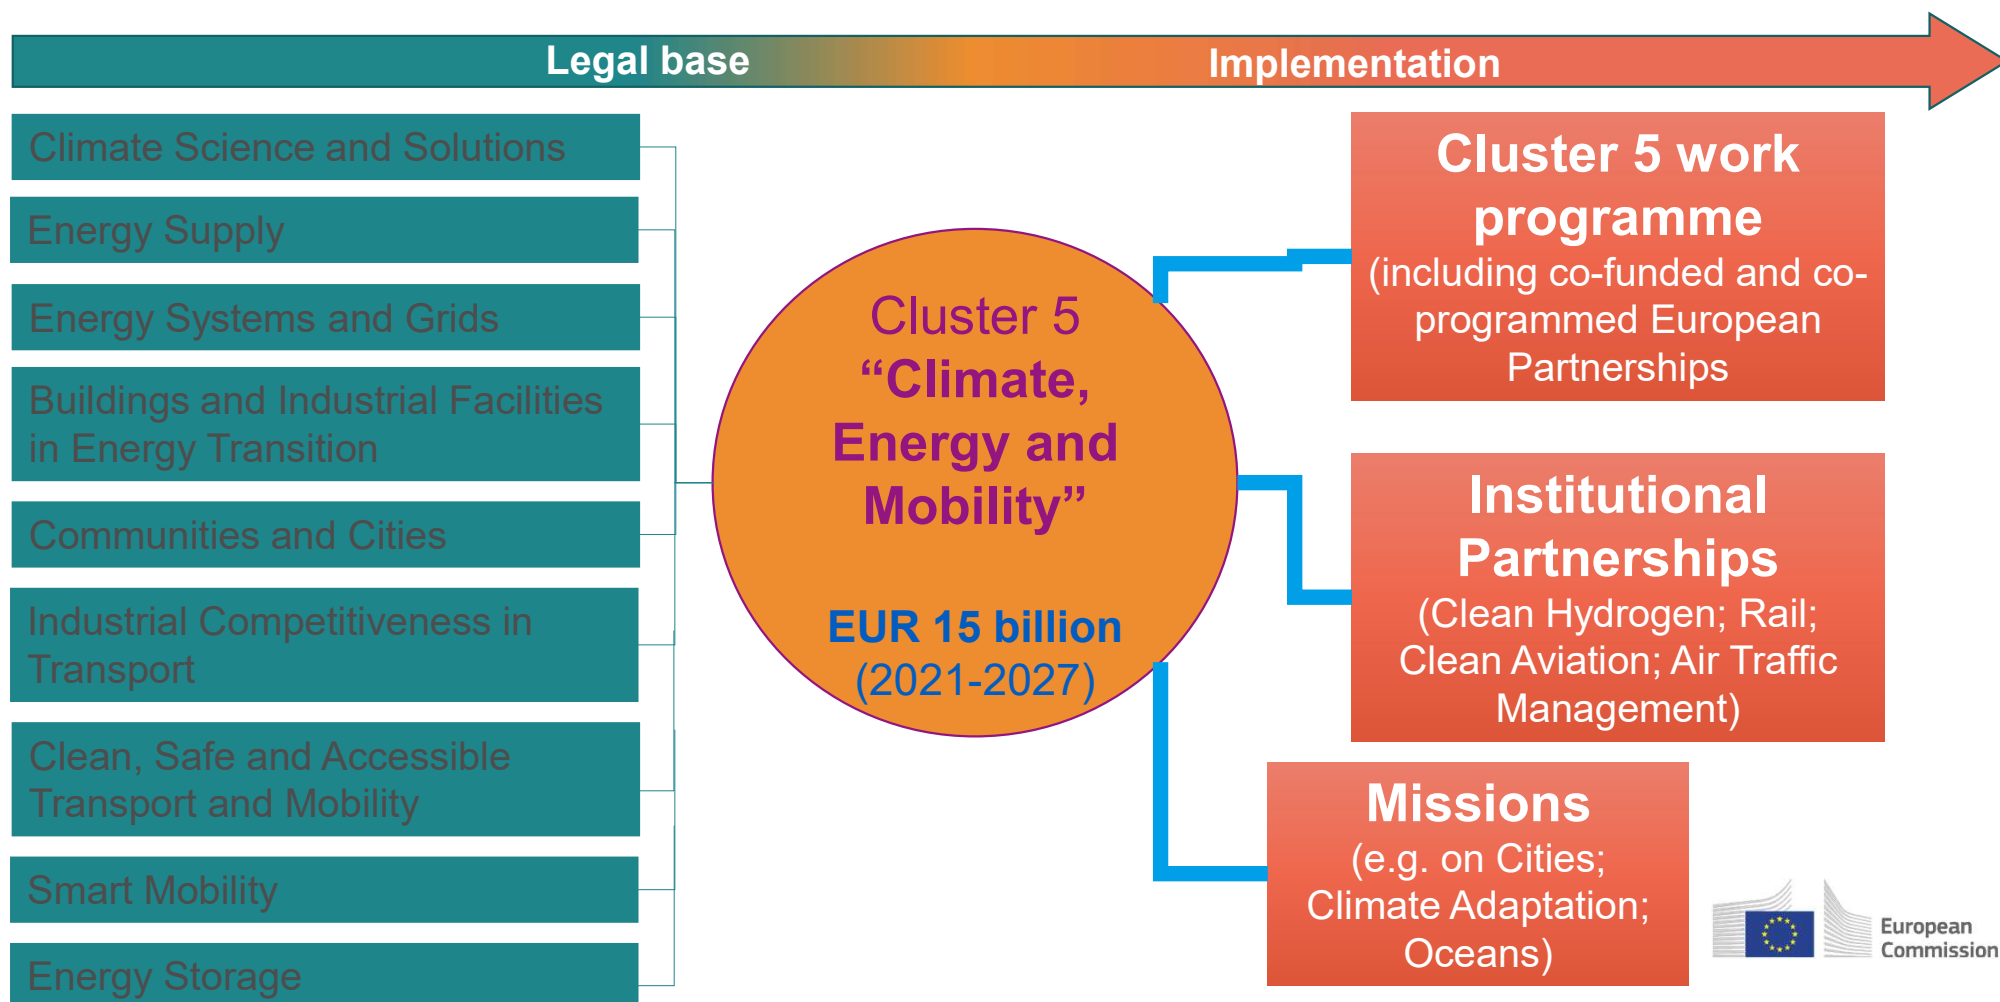 Legal base
Implementation
Climate Science and Solutions
Energy Supply
Energy Systems and Grids
Buildings and Industrial Facilities
in Energy Transition
Communities and Cities
Industrial Competitiveness in
Transport
Clean, Safe and Accessible
Transport and Mobility
Smart Mobility
Energy Storage
Cluster 5
“Climate,
Energy and
Mobility”
EUR 15 billion
(2021-2027)
Cluster 5 work
programme
(including co-funded and co-
programmed European
Partnerships
Institutional
Partnerships
(Clean Hydrogen; Rail;
Clean Aviation; Air Traffic
Management)
Missions
(e.g. on Cities;
Climate Adaptation;
Oceans)
European
Commission